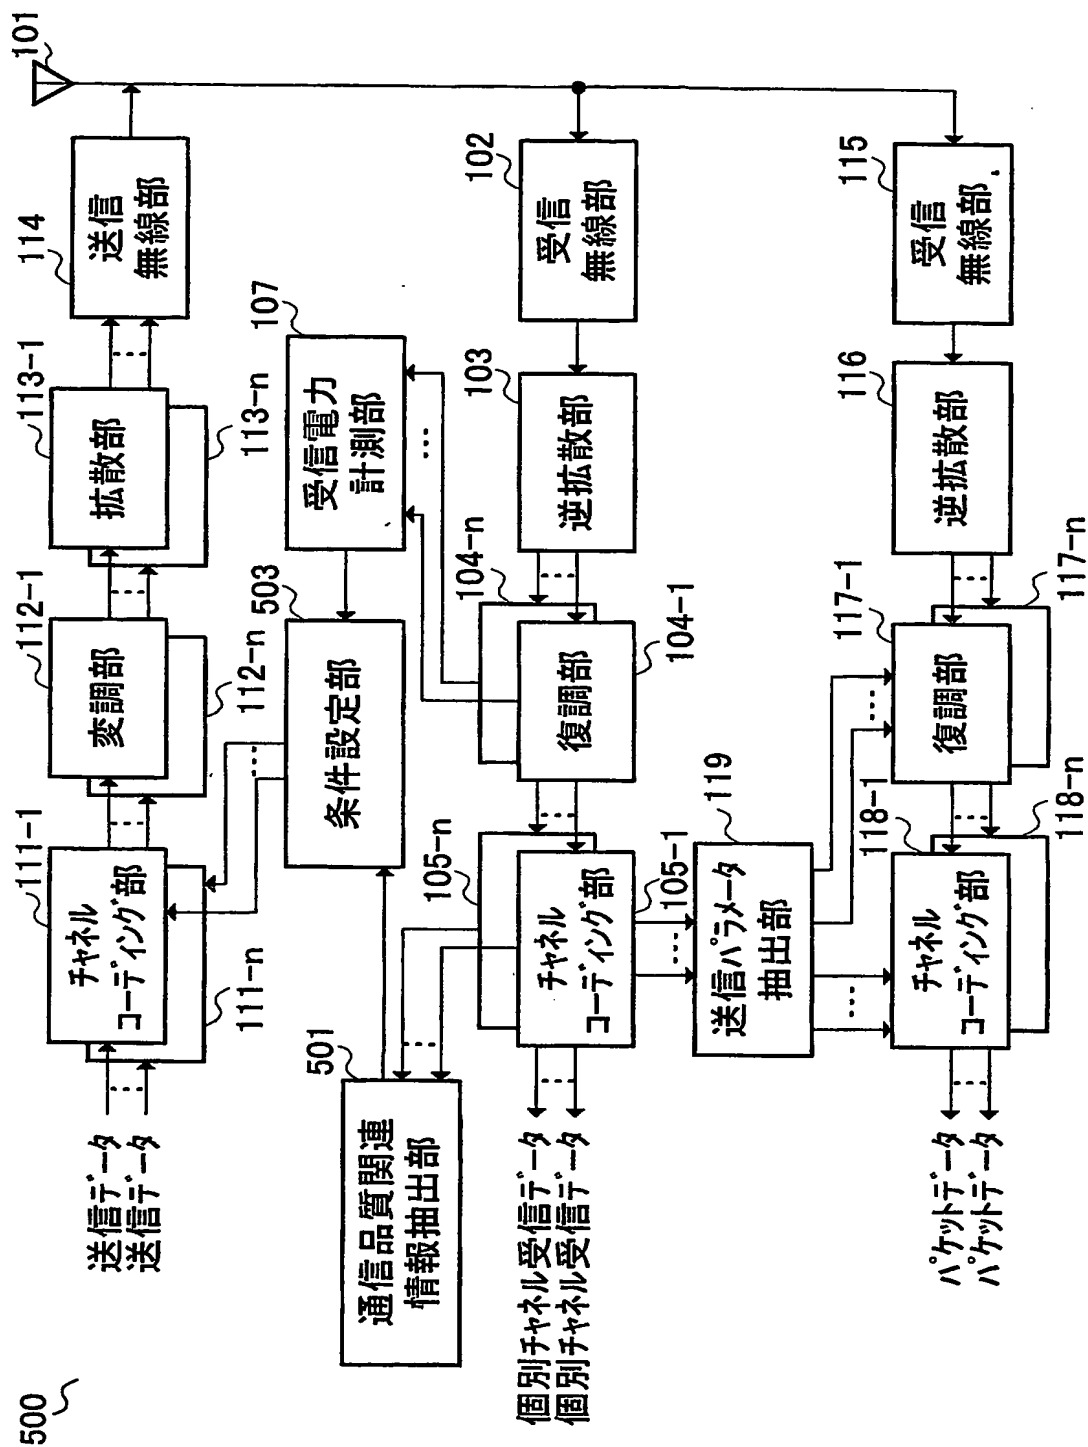 500
送信データ
送信データ
111-1
チャネル
コーディング部
111-n
112-1
変調部
112-n
113-1
拡散部
113-n
114
送信
無線部
101
501
通信品質関連
情報抽出部
503
条件設定部
107
受信電力
計測部
個別チャネル受信データ
個別チャネル受信データ
105-n
チャネル
コーディング部
105-1
104-n
復調部
104-1
103
逆拡散部
102
受信
無線部
119
送信パラメータ
抽出部
パケットデータ
パケットデータ
118-1
チャネル
コーディング部
118-n
117-1
復調部
117-n
116
逆拡散部
115
受信
無線部